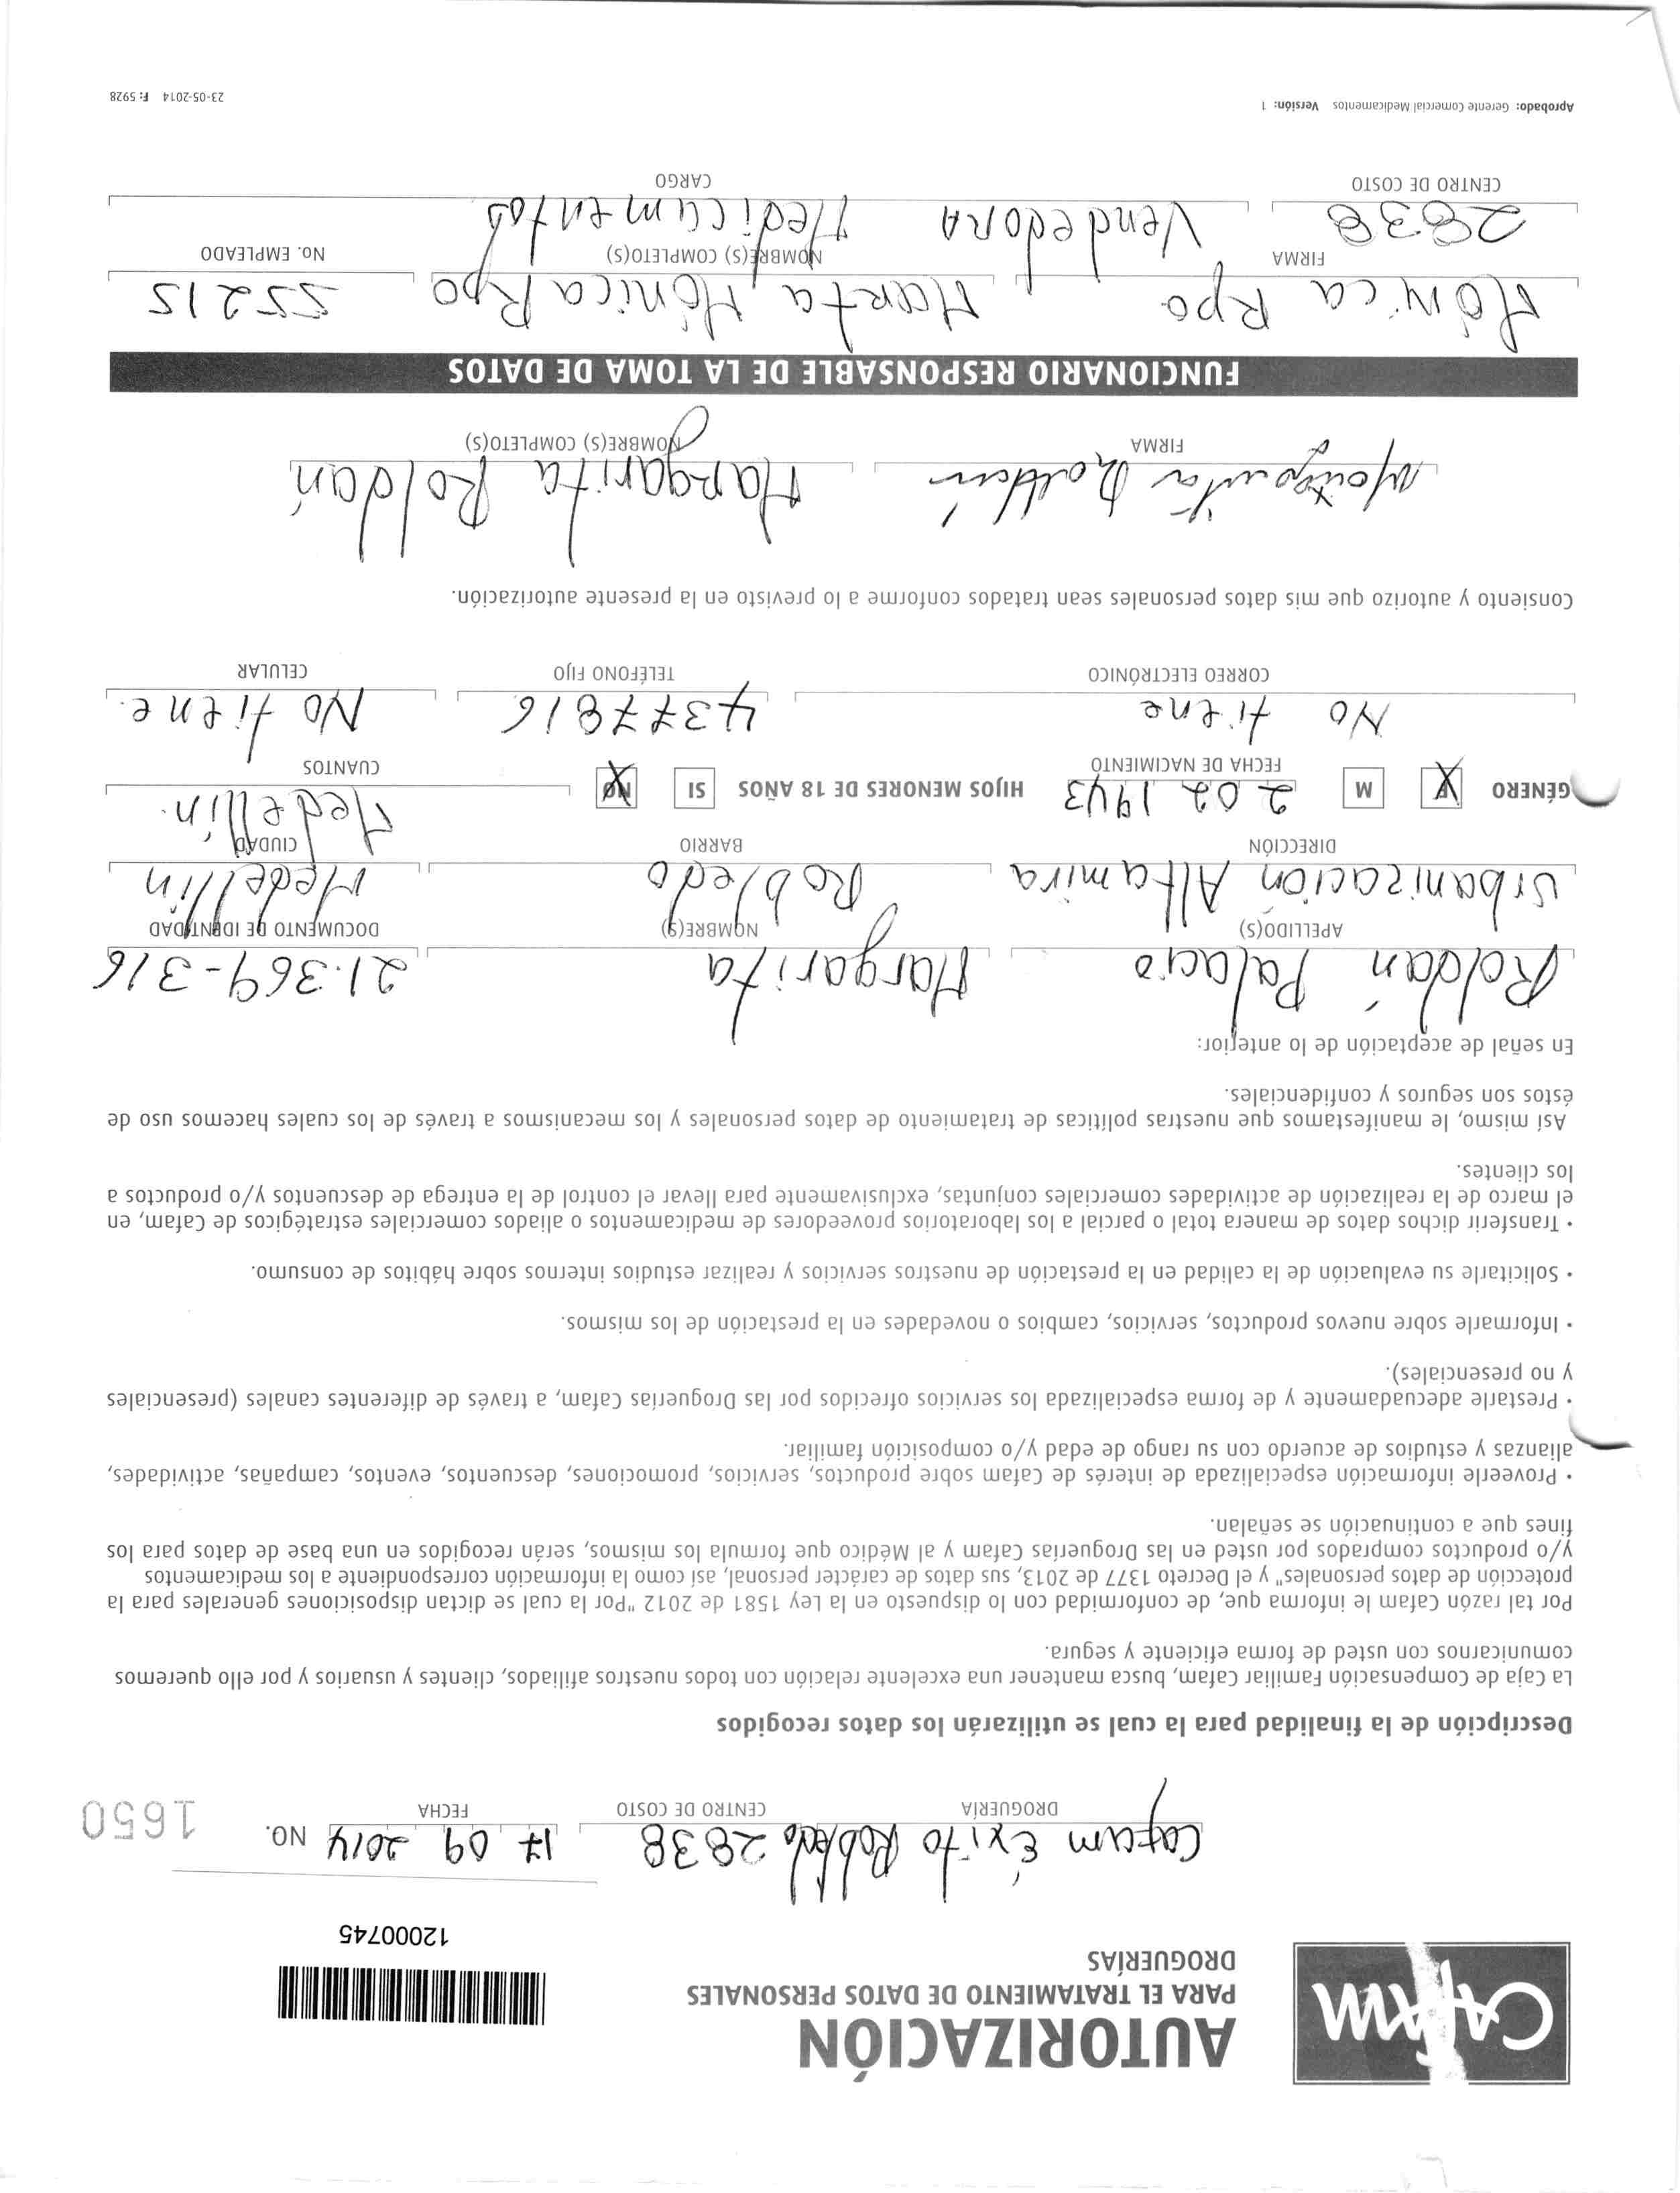 CAFAM
AUTORIZACIÓN
PARA EL TRATAMIENTO DE DATOS PERSONALES
DROGUERÍAS
12000745
Cafam Éxito Robledo 2838 17 09 2014 NO. 1650
DROGUERÍA CENTRO DE COSTO FECHA
Descripción de la finalidad para la cual se utilizarán los datos recogidos
La Caja de Compensación Familiar Cafam, busca mantener una excelente relación con todos nuestros afiliados, clientes y usuarios y por ello queremos
comunicarnos con usted de forma eficiente y segura.
Por tal razón Cafam le informa que, de conformidad con lo dispuesto en la Ley 1581 de 2012 "Por la cual se dictan disposiciones generales para la
protección de datos personales" y el Decreto 1377 de 2013, sus datos de carácter personal, así como la información correspondiente a los medicamentos
y/o productos comprados por usted en las Droguerías Cafam y al Médico que formula los mismos, serán recogidos en una base de datos para los
fines que a continuación se señalan.
• Proveerle información especializada de interés de Cafam sobre productos, servicios, promociones, descuentos, eventos, campañas, actividades,
alianzas y estudios de acuerdo con su rango de edad y/o composición familiar.
• Prestarle adecuadamente y de forma especializada los servicios ofrecidos por las Droguerías Cafam, a través de diferentes canales (presenciales
y no presenciales).
• Informarle sobre nuevos productos, servicios, cambios o novedades en la prestación de los mismos.
• Solicitarle su evaluación de la calidad en la prestación de nuestros servicios y realizar estudios internos sobre hábitos de consumo.
• Transferir dichos datos de manera total o parcial a los laboratorios proveedores de medicamentos o aliados comerciales estratégicos de Cafam, en
el marco de la realización de actividades comerciales conjuntas, exclusivamente para llevar el control de la entrega de descuentos y/o productos a
los clientes.
Así mismo, le manifestamos que nuestras políticas de tratamiento de datos personales y los mecanismos a través de los cuales hacemos uso de
éstos son seguros y confidenciales.
En señal de aceptación de lo anterior:
Roldán Palacio Margarita 21.369-316
APELLIDO(S) NOMBRE(S) DOCUMENTO DE IDENTIDAD
Urbanización Altamira Robledo Medellín
DIRECCIÓN BARRIO CIUDAD
GÉNERO F M 2 02 1943 HIJOS MENORES DE 18 AÑOS SI NO Medellín.
FECHA DE NACIMIENTO CUANTOS
No tiene 4377816 No tiene.
CORREO ELECTRÓNICO TELÉFONO FIJO CELULAR
Consiento y autorizo que mis datos personales sean tratados conforme a lo previsto en la presente autorización.
Margarita Roldán Margarita Roldán
FIRMA NOMBRE(S) COMPLETO(S)
FUNCIONARIO RESPONSABLE DE LA TOMA DE DATOS
Mónica Rpo Marta Mónica Rpo 55215
FIRMA NOMBRE(S) COMPLETO(S) No. EMPLEADO
2838 Vendedora Medicamentos
CENTRO DE COSTO CARGO
Aprobado: Gerente Comercial Medicamentos Versión: 1 23-05-2014 F: 5928